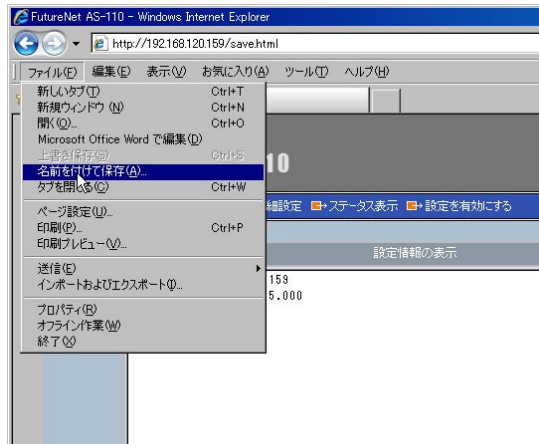 FutureNet AS-110 - Windows Internet Explorer
http://192.168.120.159/save.html
ファイル(F) 編集(E) 表示(V) お気に入り(A) ツール(T) ヘルプ(H)
新しいタブ(T) Ctrl+T
新規ウィンドウ (N) Ctrl+N
開く(O)... Ctrl+O
Microsoft Office Word で編集(D)
上書き保存(S) Ctrl+S
名前を付けて保存(A)...
タブを閉じる(C) Ctrl+W
ページ設定(U)...
印刷(P)... Ctrl+P
印刷プレビュー(V)...
送信(E)
インポートおよびエクスポート(I)...
プロパティ(R)
オフライン作業(W)
終了(X)
10
細設定 ステータス表示 設定を有効にする
設定情報の表示
159
5.000